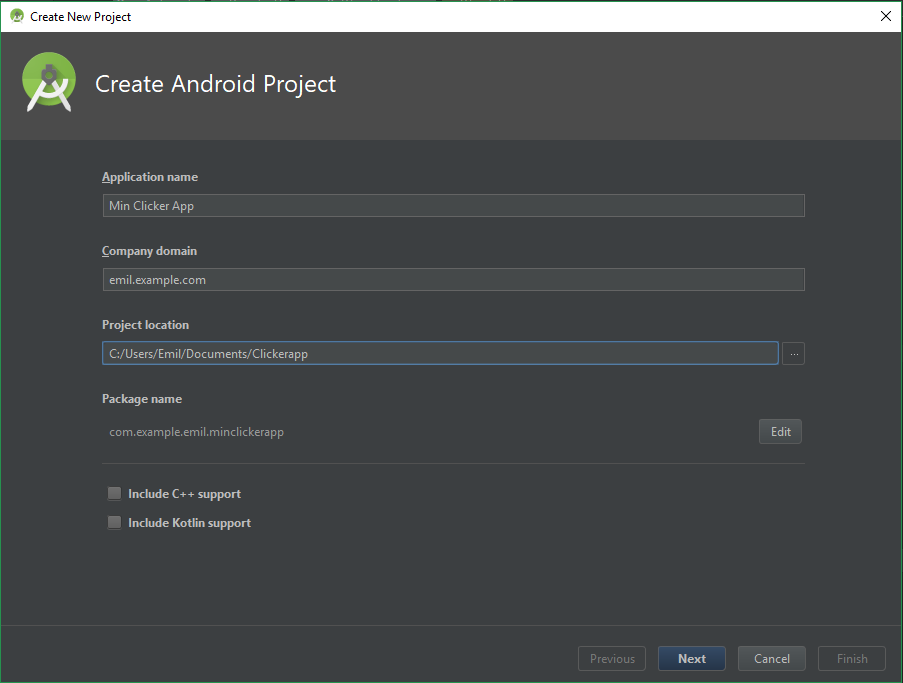 Create New Project
Create Android Project
Application name
Min Clicker App
Company domain
emil.example.com
Project location
C:/Users/Emil/Documents/Clickerapp
...
Package name
com.example.emil.minclickerapp
Edit
Include C++ support
Include Kotlin support
Previous
Next
Cancel
Finish